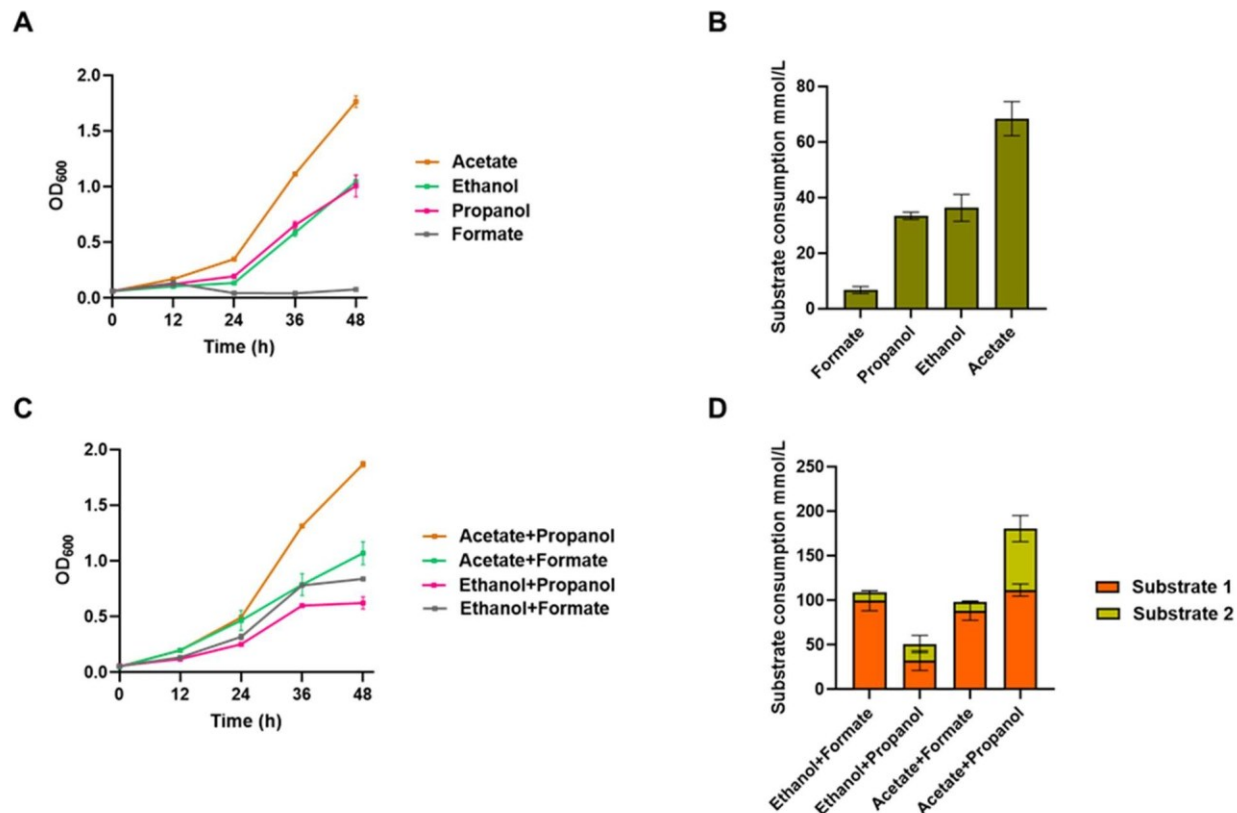 A
OD600
2.0
1.5
1.0
0.5
0.0
0 12 24 36 48
Time (h)
Acetate
Ethanol
Propanol
Formate
B
Substrate consumption mmol/L
80
60
40
20
0
Formate
Propanol
Ethanol
Acetate
C
OD600
2.0
1.5
1.0
0.5
0.0
0 12 24 36 48
Time (h)
Acetate+Propanol
Acetate+Formate
Ethanol+Propanol
Ethanol+Formate
D
Substrate consumption mmol/L
250
200
150
100
50
0
Ethanol+Formate
Ethanol+Propanol
Acetate+Formate
Acetate+Propanol
Substrate 1
Substrate 2